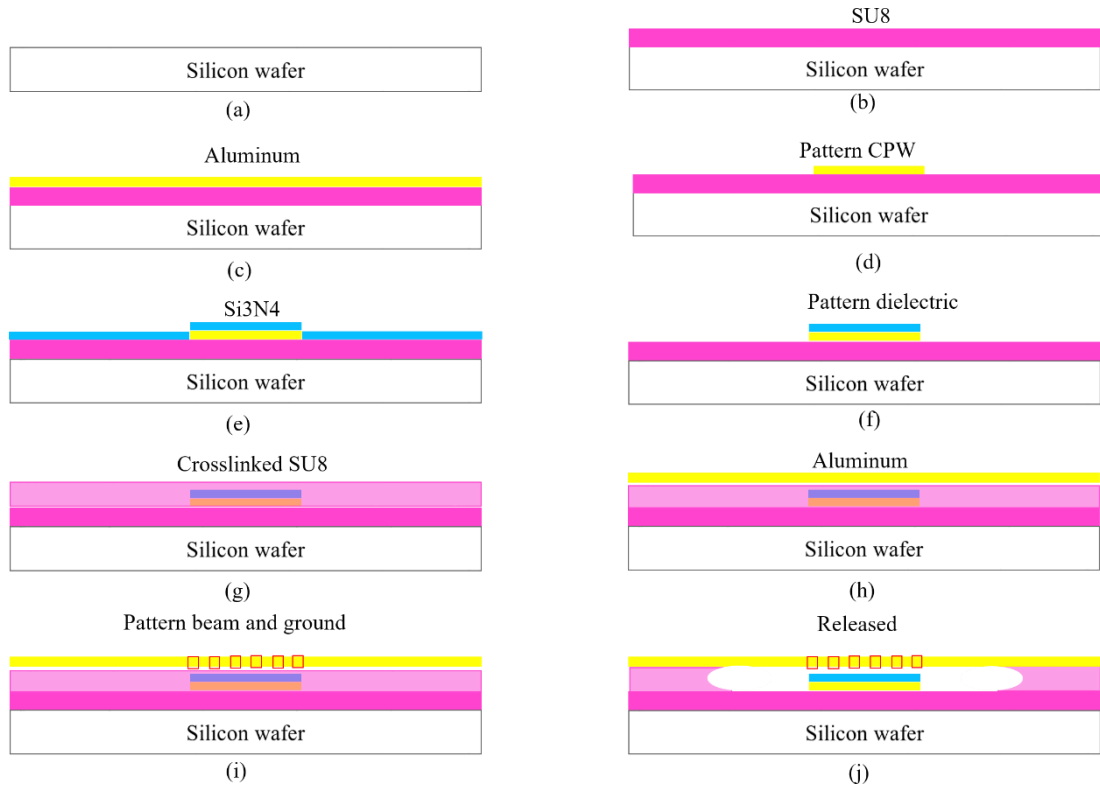 Silicon wafer
(a)
SU8
Silicon wafer
(b)
Aluminum
Silicon wafer
(c)
Pattern CPW
Silicon wafer
(d)
Si3N4
Silicon wafer
(e)
Pattern dielectric
Silicon wafer
(f)
Crosslinked SU8
Silicon wafer
(g)
Aluminum
Silicon wafer
(h)
Pattern beam and ground
Silicon wafer
(i)
Released
Silicon wafer
(j)